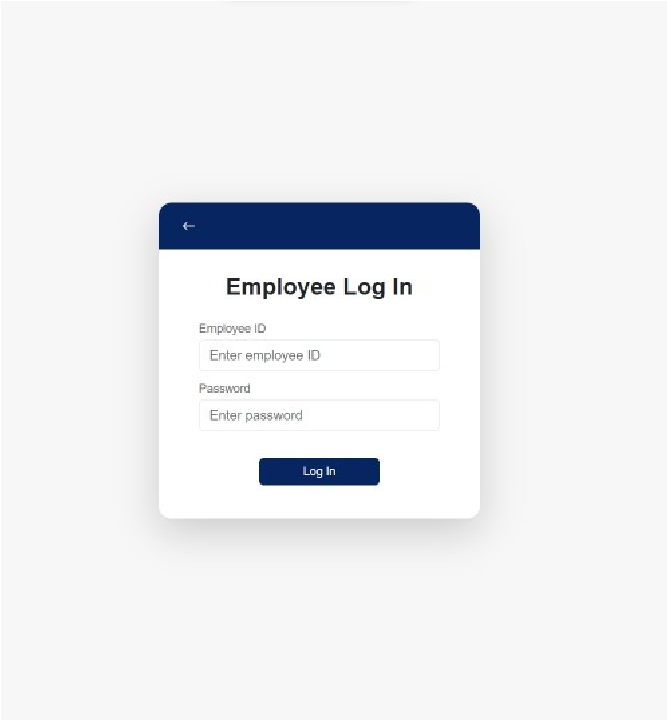 Employee Log In
Employee ID
Enter employee ID
Password
Enter password
Log In